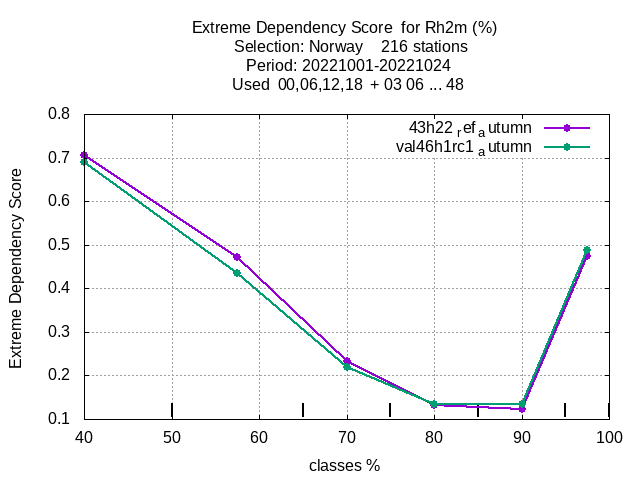 Extreme Dependency Score  for Rh2m (%)
Selection: Norway    216 stations
Period: 20221001-20221024
Used  00,06,12,18  + 03 06 ... 48
43h22_ref_autumn
val46h1rc1_autumn
Extreme Dependency Score
0.8
0.7
0.6
0.5
0.4
0.3
0.2
0.1
40 50 60 70 80 90 100
classes %